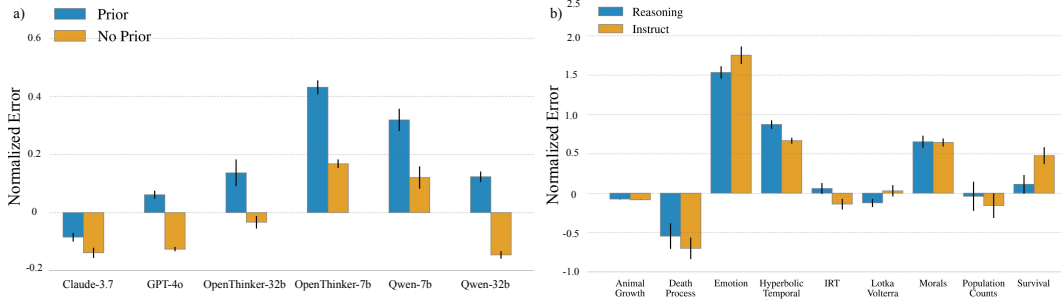 a)
Prior
No Prior
Normalized Error
0.6
0.4
0.2
0
-0.2
Claude-3.7 GPT-4o OpenThinker-32b OpenThinker-7b Qwen-7b Qwen-32b
b)
Reasoning
Instruct
Normalized Error
2.5
2.0
1.5
1.0
0.5
0
-0.5
-1.0
Animal Growth
Death Process
Emotion
Hyperbolic Temporal
IRT
Lotka Volterra
Morals
Population Counts
Survival